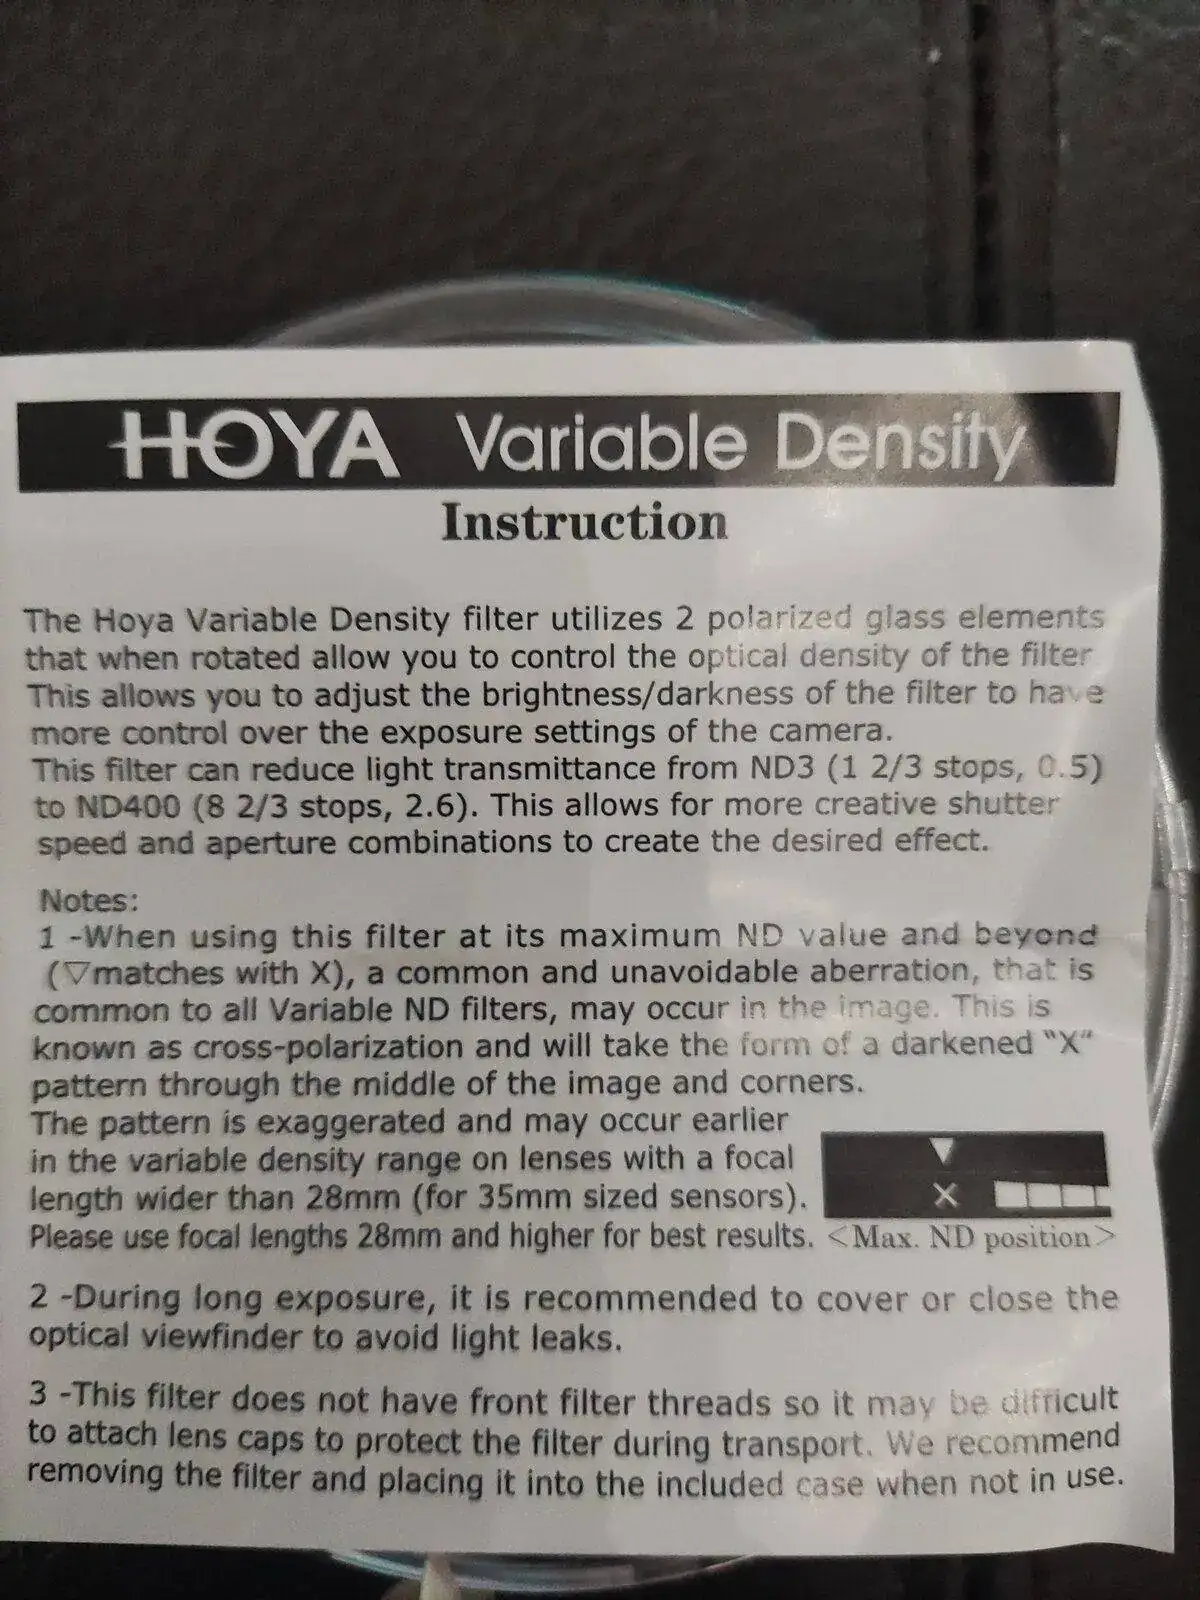 HOYA Variable Density
Instruction
The Hoya Variable Density filter utilizes 2 polarized glass elements
that when rotated allow you to control the optical density of the filter
This allows you to adjust the brightness/darkness of the filter to have
more control over the exposure settings of the camera.
This filter can reduce light transmittance from ND3 (1 2/3 stops, 0.5)
to ND400 (8 2/3 stops, 2.6). This allows for more creative shutter
speed and aperture combinations to create the desired effect.
Notes:
1 -When using this filter at its maximum ND value and beyond
(▽matches with X), a common and unavoidable aberration, that is
common to all Variable ND filters, may occur in the image. This is
known as cross-polarization and will take the form of a darkened “X”
pattern through the middle of the image and corners.
The pattern is exaggerated and may occur earlier
in the variable density range on lenses with a focal
length wider than 28mm (for 35mm sized sensors).
Please use focal lengths 28mm and higher for best results.
▼
×
<Max. ND position>
2 -During long exposure, it is recommended to cover or close the
optical viewfinder to avoid light leaks.
3 -This filter does not have front filter threads so it may be difficult
to attach lens caps to protect the filter during transport. We recommend
removing the filter and placing it into the included case when not in use.